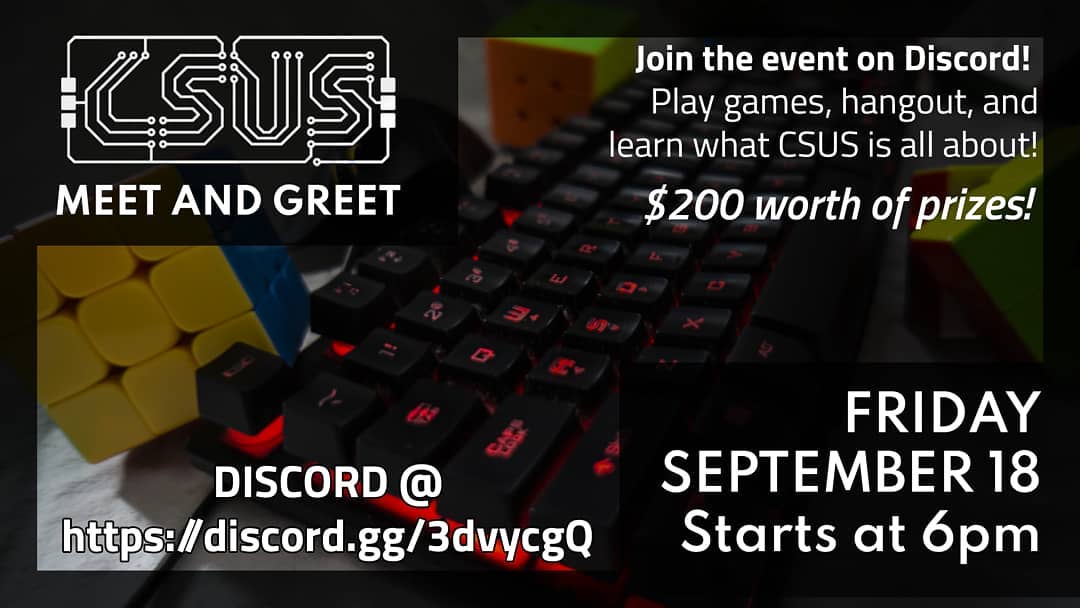 CSUS
MEET AND GREET
Join the event on Discord!
Play games, hangout, and
learn what CSUS is all about!
$200 worth of prizes!
DISCORD @
https://discord.gg/3dvycgQ
FRIDAY
SEPTEMBER 18
Starts at 6pm